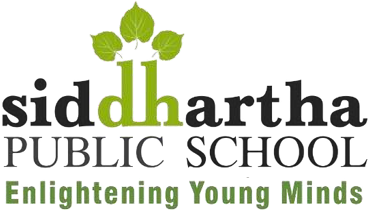 siddhartha
PUBLIC SCHOOL
Enlightening Young Minds